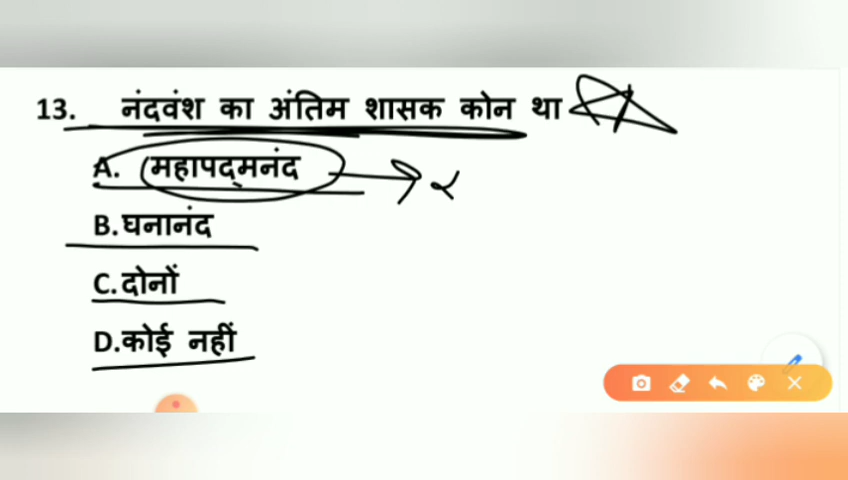 13. नंदवंश का अंतिम शासक कोन था
A. (महापद्मनंद
B.घनानंद
C.दोनों
D.कोई नहीं